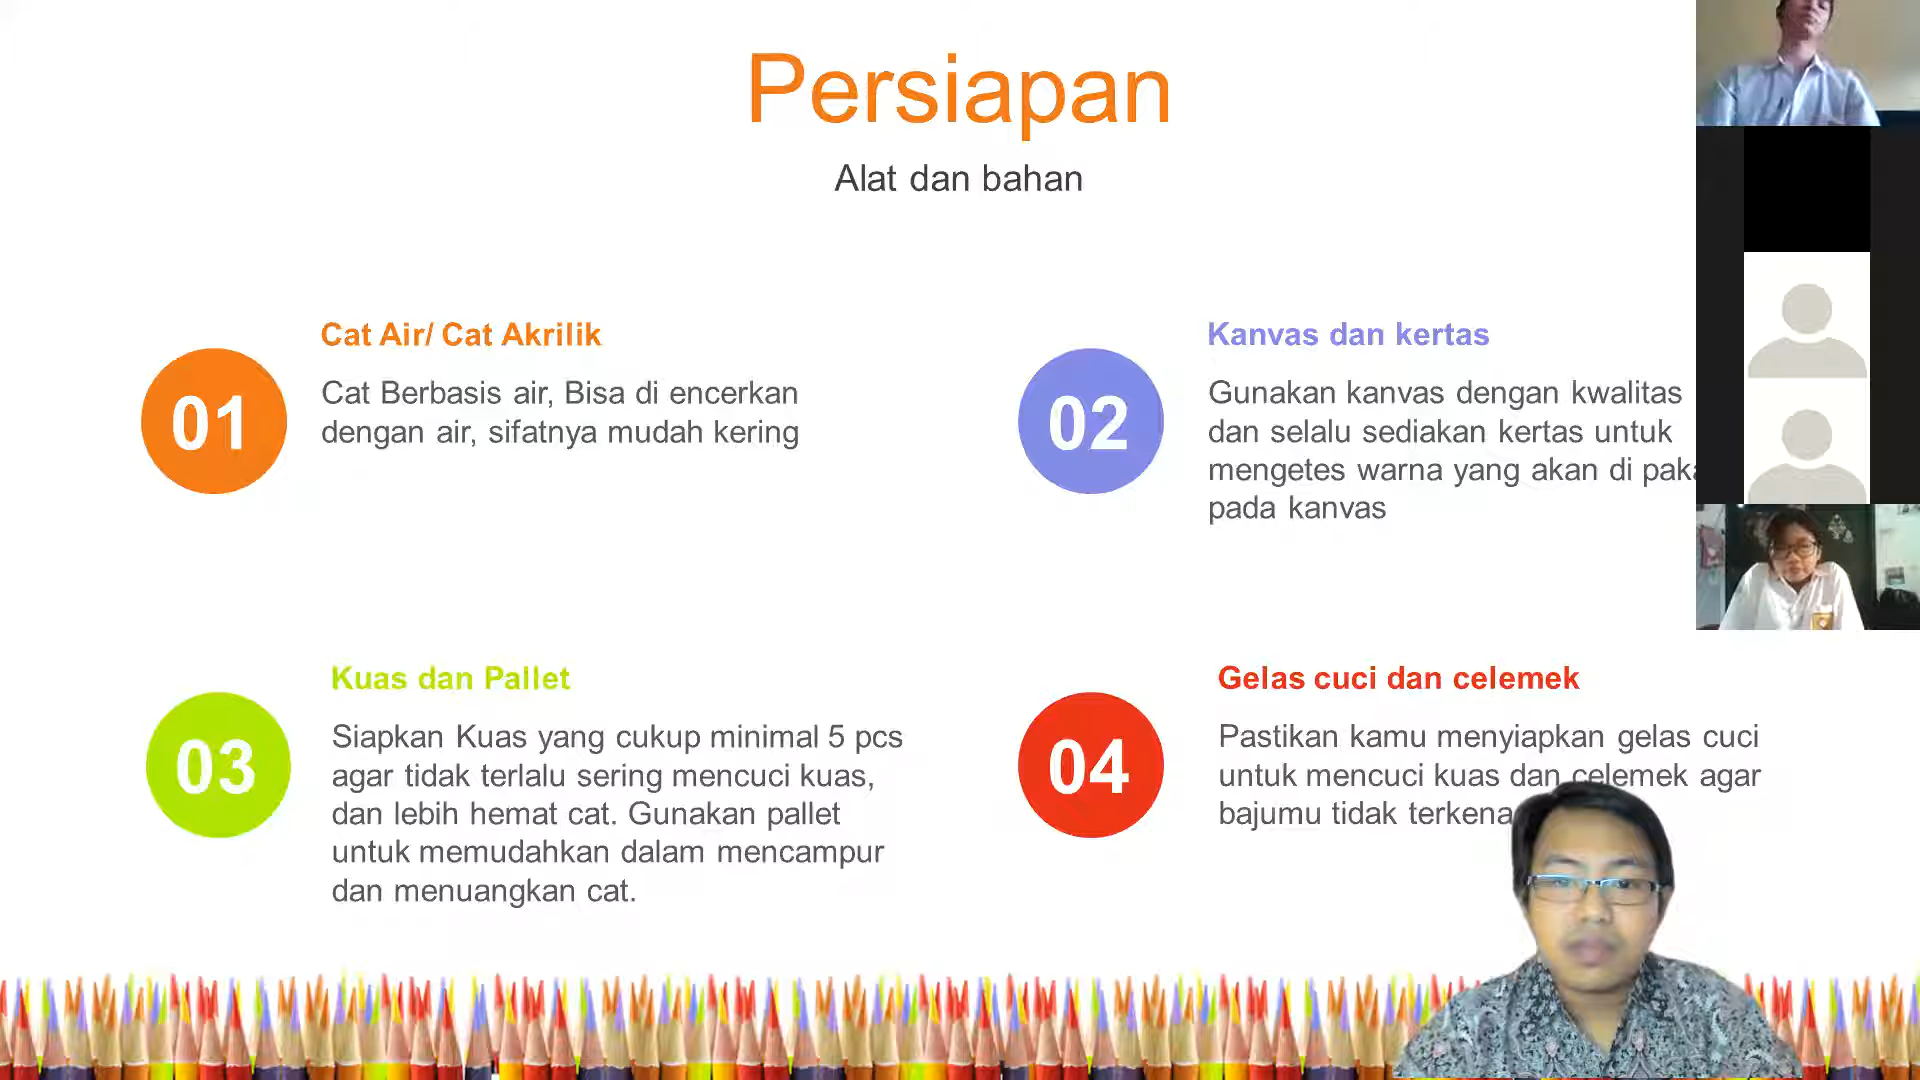 Persiapan
Alat dan bahan
01
Cat Air/ Cat Akrilik
Cat Berbasis air, Bisa di encerkan
dengan air, sifatnya mudah kering
02
Kanvas dan kertas
Gunakan kanvas dengan kwalitas
dan selalu sediakan kertas untuk
mengetes warna yang akan di
pada kanvas
03
Kuas dan Pallet
Siapkan Kuas yang cukup minimal 5 pcs
agar tidak terlalu sering mencuci kuas,
dan lebih hemat cat. Gunakan pallet
untuk memudahkan dalam mencampur
dan menuangkan cat.
04
Gelas cuci dan celemek
Pastikan kamu menyiapkan gelas cuci
untuk mencuci kuas dan celemek agar
bajumu tidak terkena